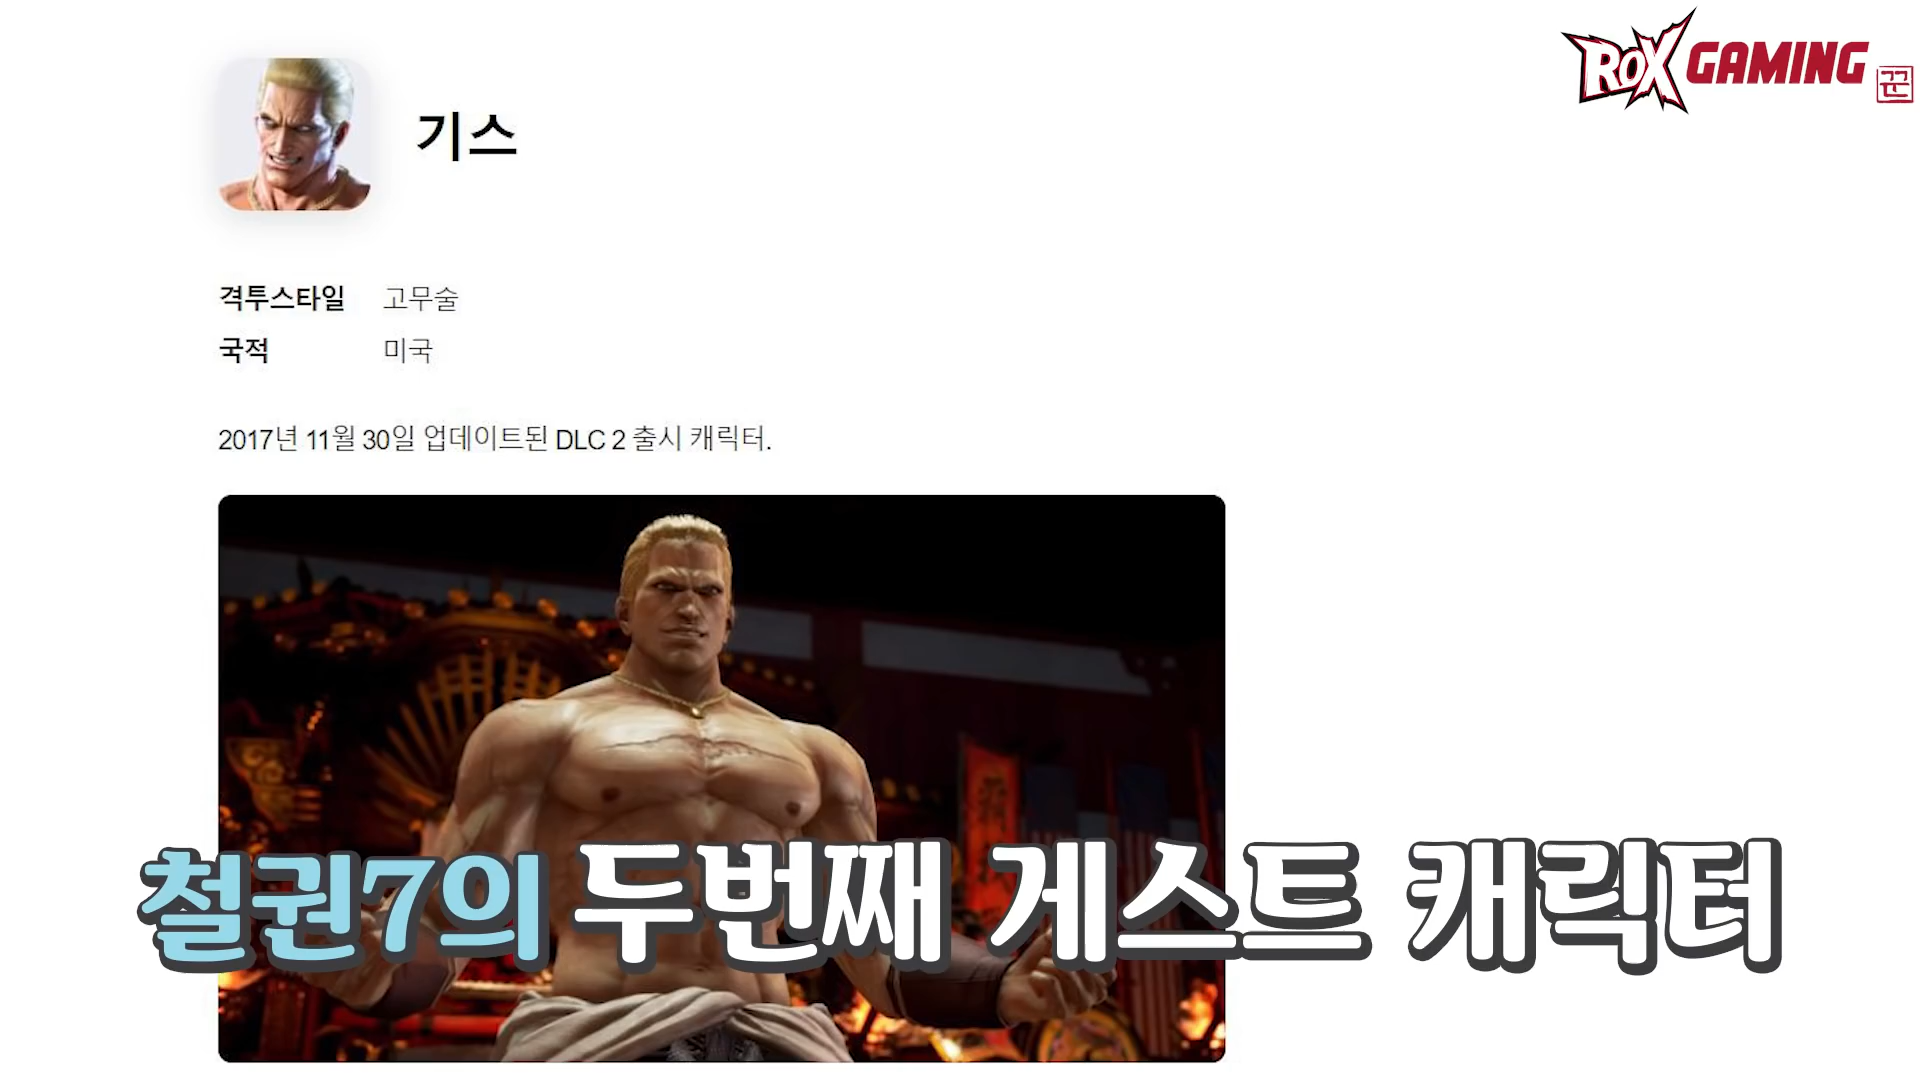 ROX GAMING 꾼
기스
격투스타일 고무술
국적 미국
2017년 11월 30일 업데이트된 DLC 2 출시 캐릭터.
철권7의 두번째 게스트 캐릭터